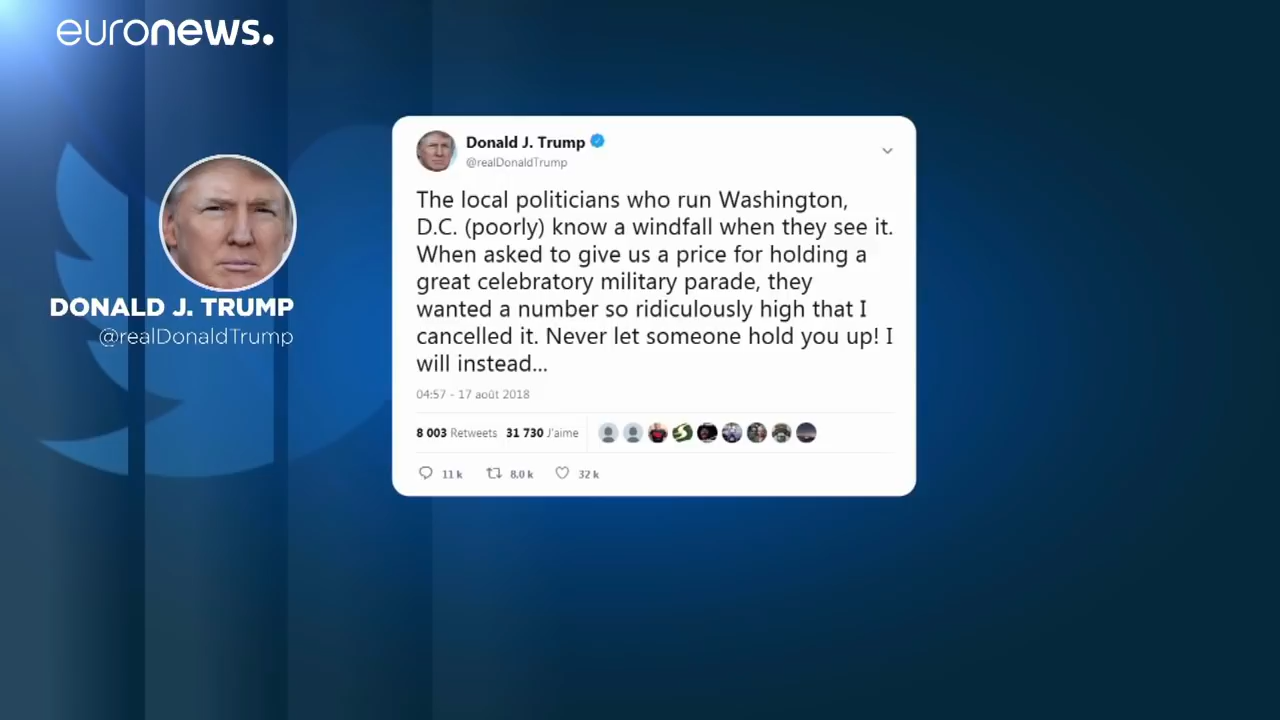 euronews.
DONALD J. TRUMP
@realDonaldTrump
Donald J. Trump
@realDonaldTrump
The local politicians who run Washington,
D.C. (poorly) know a windfall when they see it.
When asked to give us a price for holding a
great celebratory military parade, they
wanted a number so ridiculously high that I
cancelled it. Never let someone hold you up! I
will instead...
04:57 - 17 août 2018
8 003 Retweets 31 730 J'aime
11 k 8.0 k 32 k